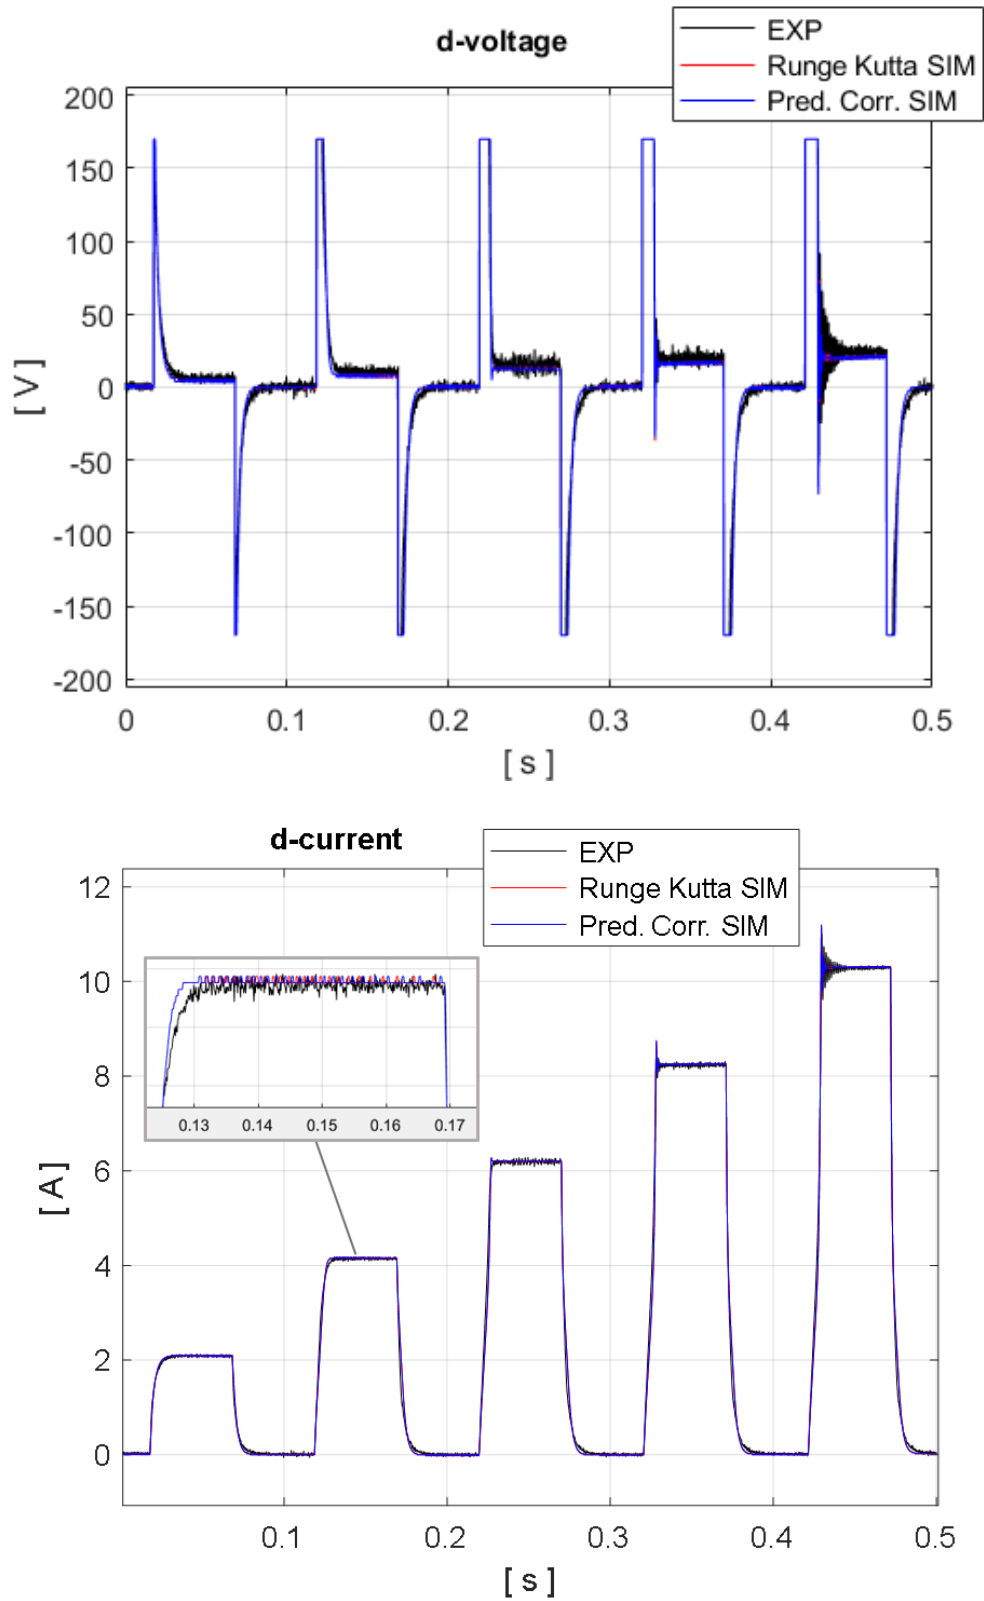 d-voltage
EXP
Runge Kutta SIM
Pred. Corr. SIM
200
150
100
50
0
-50
-100
-150
-200
[ V ]
0 0.1 0.2 0.3 0.4 0.5
[ s ]
d-current
EXP
Runge Kutta SIM
Pred. Corr. SIM
12
10
8
6
4
2
0
[ A ]
0.13 0.14 0.15 0.16 0.17
0.1 0.2 0.3 0.4 0.5
[ s ]